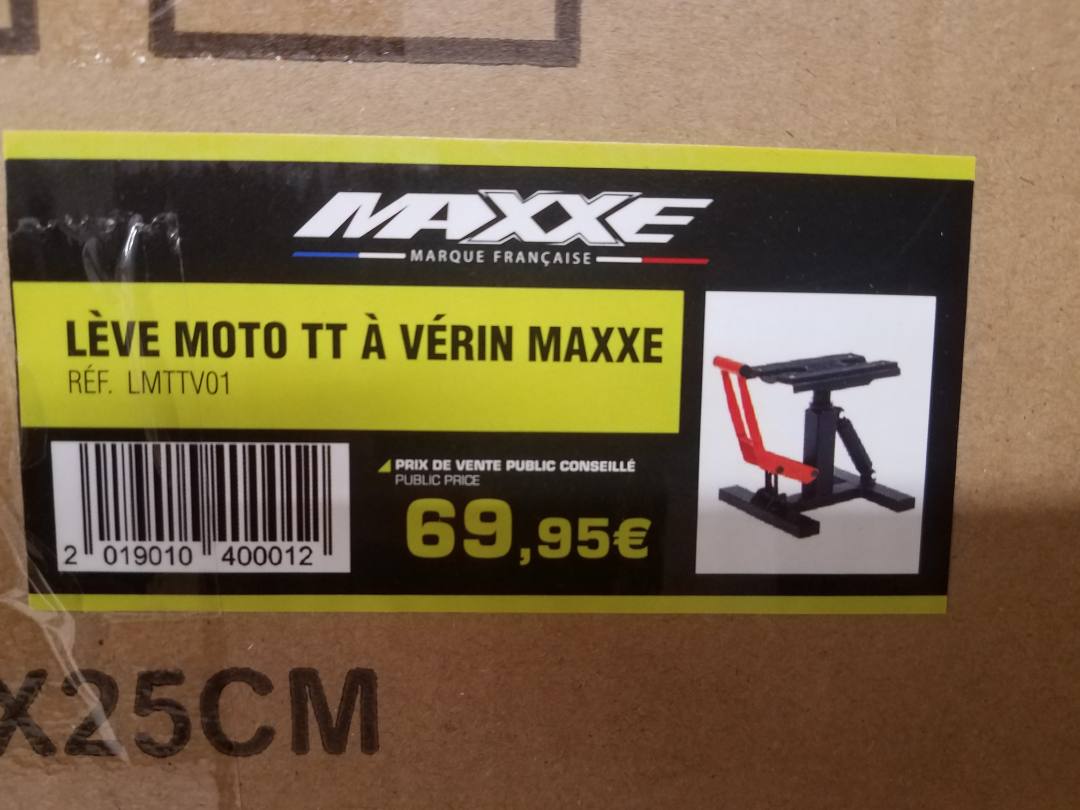 MAXXE
MARQUE FRANÇAISE
LÈVE MOTO TT À VÉRIN MAXXE
RÉF. LMTTV01
PRIX DE VENTE PUBLIC CONSEILLÉ
PUBLIC PRICE
69,95€
2 019010 400012
X25CM